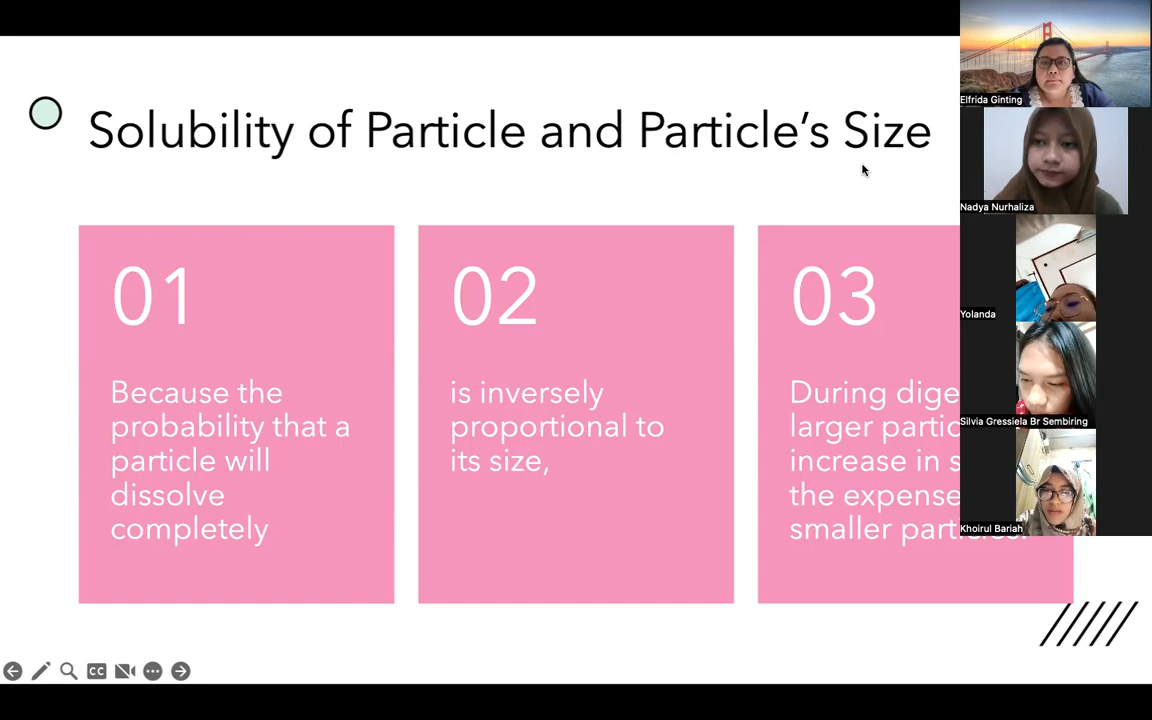 Solubility of Particle and Particle’s Size
01
Because the
probability that a
particle will
dissolve
completely
02
is inversely
proportional to
its size,
03
During dige
larger partic
increase in s
the expense
smaller
Elfrida Ginting
Nadya Nurhaliza
Yolanda
Silvia Gressiela Br Sembiring
Khoirul Bariah
CC